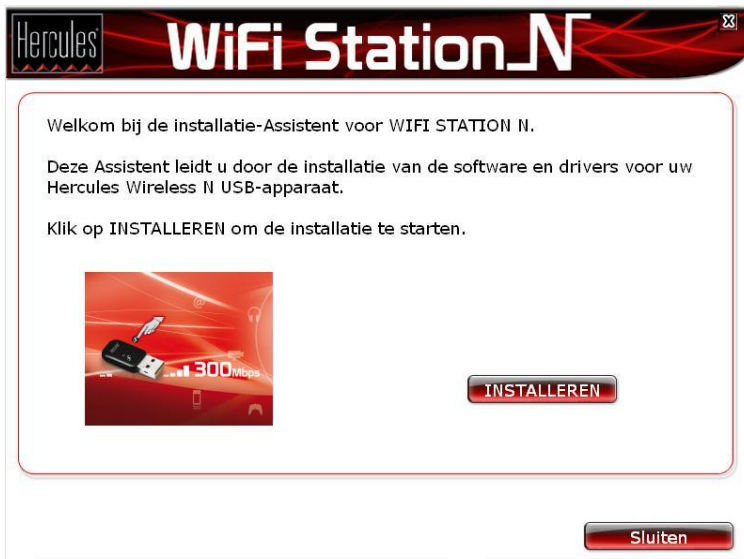 Hercules
WiFi Station_N
Welkom bij de installatie-Assistent voor WIFI STATION N.
Deze Assistent leidt u door de installatie van de software en drivers voor uw
Hercules Wireless N USB-apparaat.
Klik op INSTALLEREN om de installatie te starten.
@
300Mbps
INSTALLEREN
Sluiten